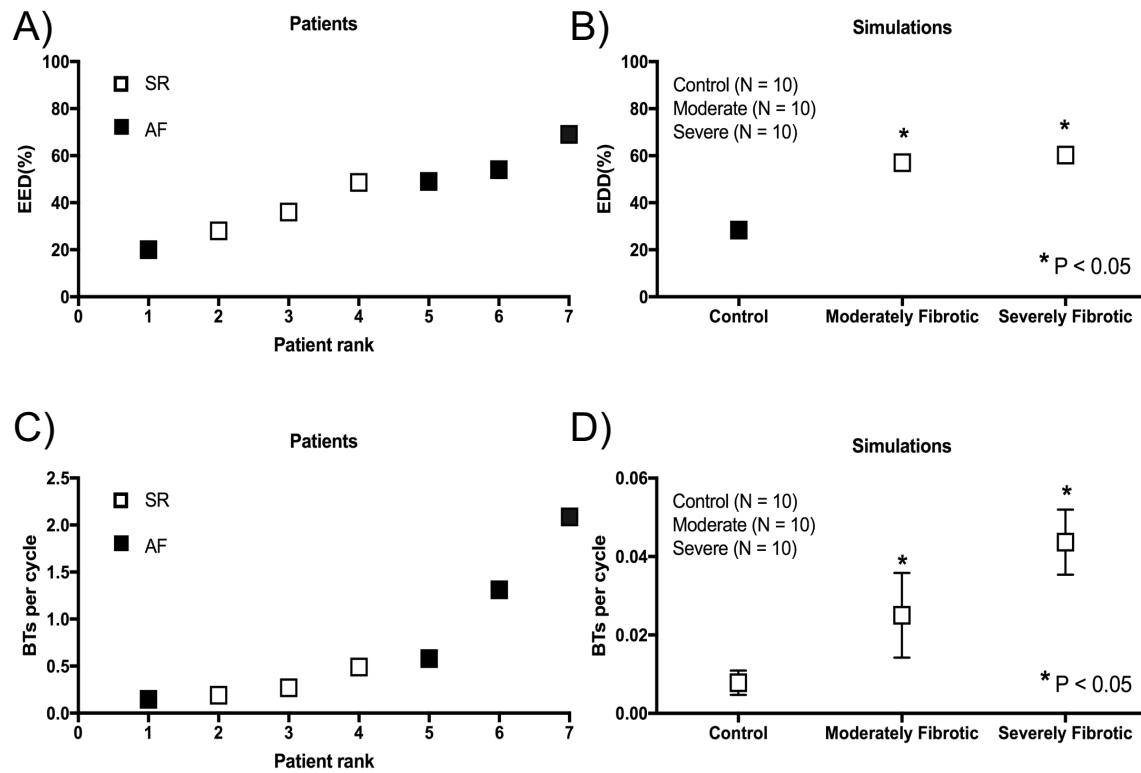 A)
Patients
EED(%)
100
80
60
40
20
0
SR
AF
0 1 2 3 4 5 6 7
Patient rank
B)
Simulations
EDD(%)
100
80
60
40
20
0
Control (N = 10)
Moderate (N = 10)
Severe (N = 10)
* *
* P < 0.05
Control Moderately Fibrotic Severely Fibrotic
C)
Patients
BTs per cycle
2.5
2.0
1.5
1.0
0.5
0.0
SR
AF
0 1 2 3 4 5 6 7
Patient rank
D)
Simulations
BTs per cycle
0.06
0.04
0.02
0.00
Control (N = 10)
Moderate (N = 10)
Severe (N = 10)
* *
* P < 0.05
Control Moderately Fibrotic Severely Fibrotic